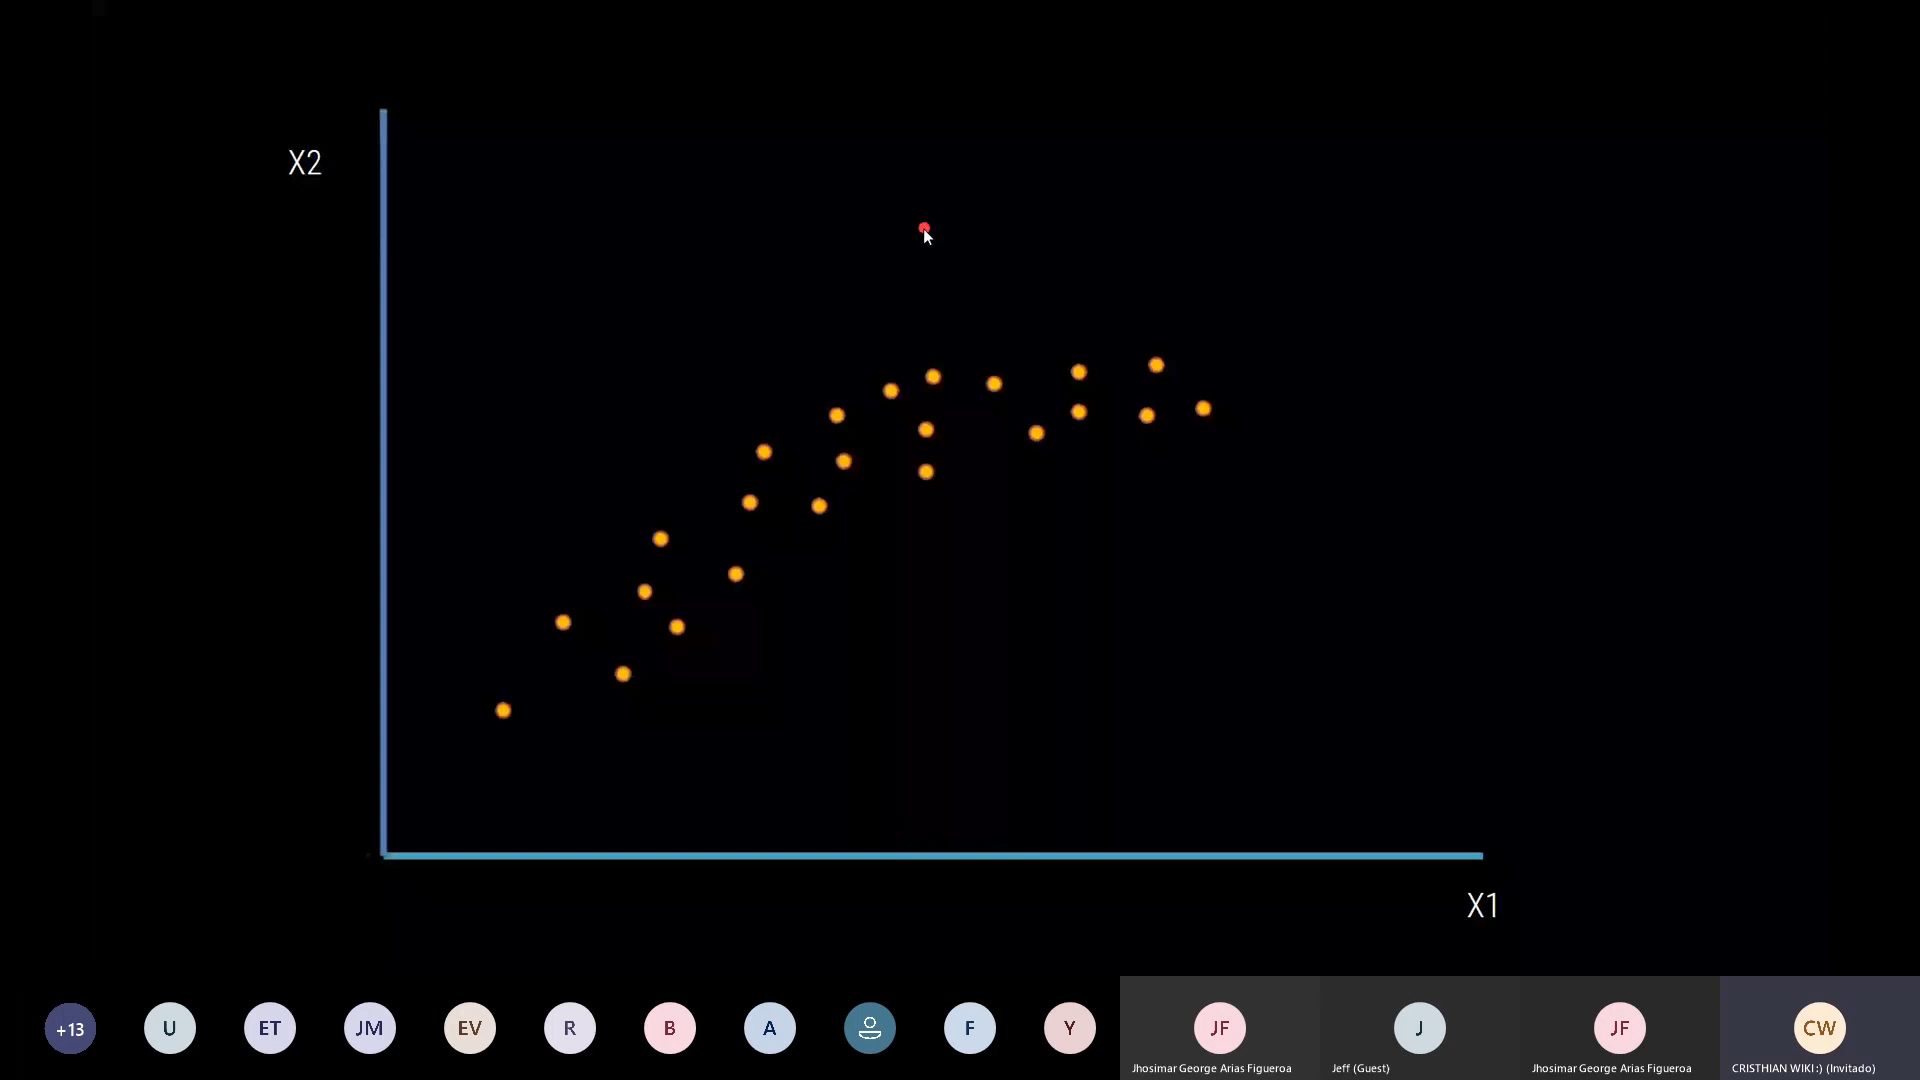 X2
X1
+13
U
ET
JM
EV
R
B
A
F
Y
JF
J
JF
CW
Jhosimar George Arias Figueroa
Jeff (Guest)
Jhosimar George Arias Figueroa
CRISTHIAN WIKI :) (Invitado)